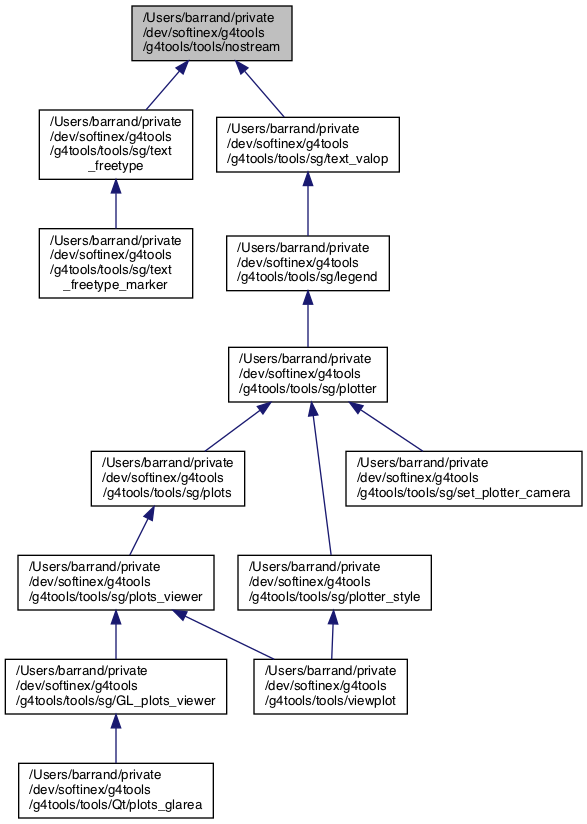 /Users/barrand/private
/dev/softinex/g4tools
/g4tools/tools/nostream
/Users/barrand/private
/dev/softinex/g4tools
/g4tools/tools/sg/text
_freetype
/Users/barrand/private
/dev/softinex/g4tools
/g4tools/tools/sg/text_valop
/Users/barrand/private
/dev/softinex/g4tools
/g4tools/tools/sg/text
_freetype_marker
/Users/barrand/private
/dev/softinex/g4tools
/g4tools/tools/sg/legend
/Users/barrand/private
/dev/softinex/g4tools
/g4tools/tools/sg/plotter
/Users/barrand/private
/dev/softinex/g4tools
/g4tools/tools/sg/plots
/Users/barrand/private
/dev/softinex/g4tools
/g4tools/tools/sg/set_plotter_camera
/Users/barrand/private
/dev/softinex/g4tools
/g4tools/tools/sg/plots_viewer
/Users/barrand/private
/dev/softinex/g4tools
/g4tools/tools/sg/plotter_style
/Users/barrand/private
/dev/softinex/g4tools
/g4tools/tools/sg/GL_plots_viewer
/Users/barrand/private
/dev/softinex/g4tools
/g4tools/tools/viewplot
/Users/barrand/private
/dev/softinex/g4tools
/g4tools/tools/Qt/plots_glarea